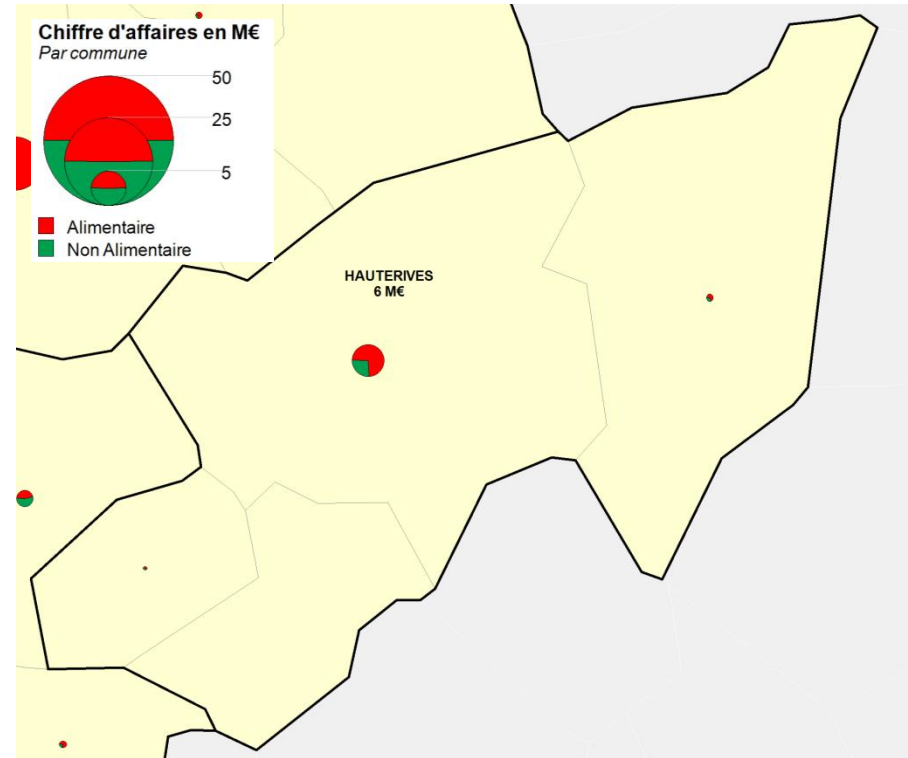 Chiffre d'affaires en M€
Par commune
50
25
5
Alimentaire
Non Alimentaire
HAUTERIVES
6 M€